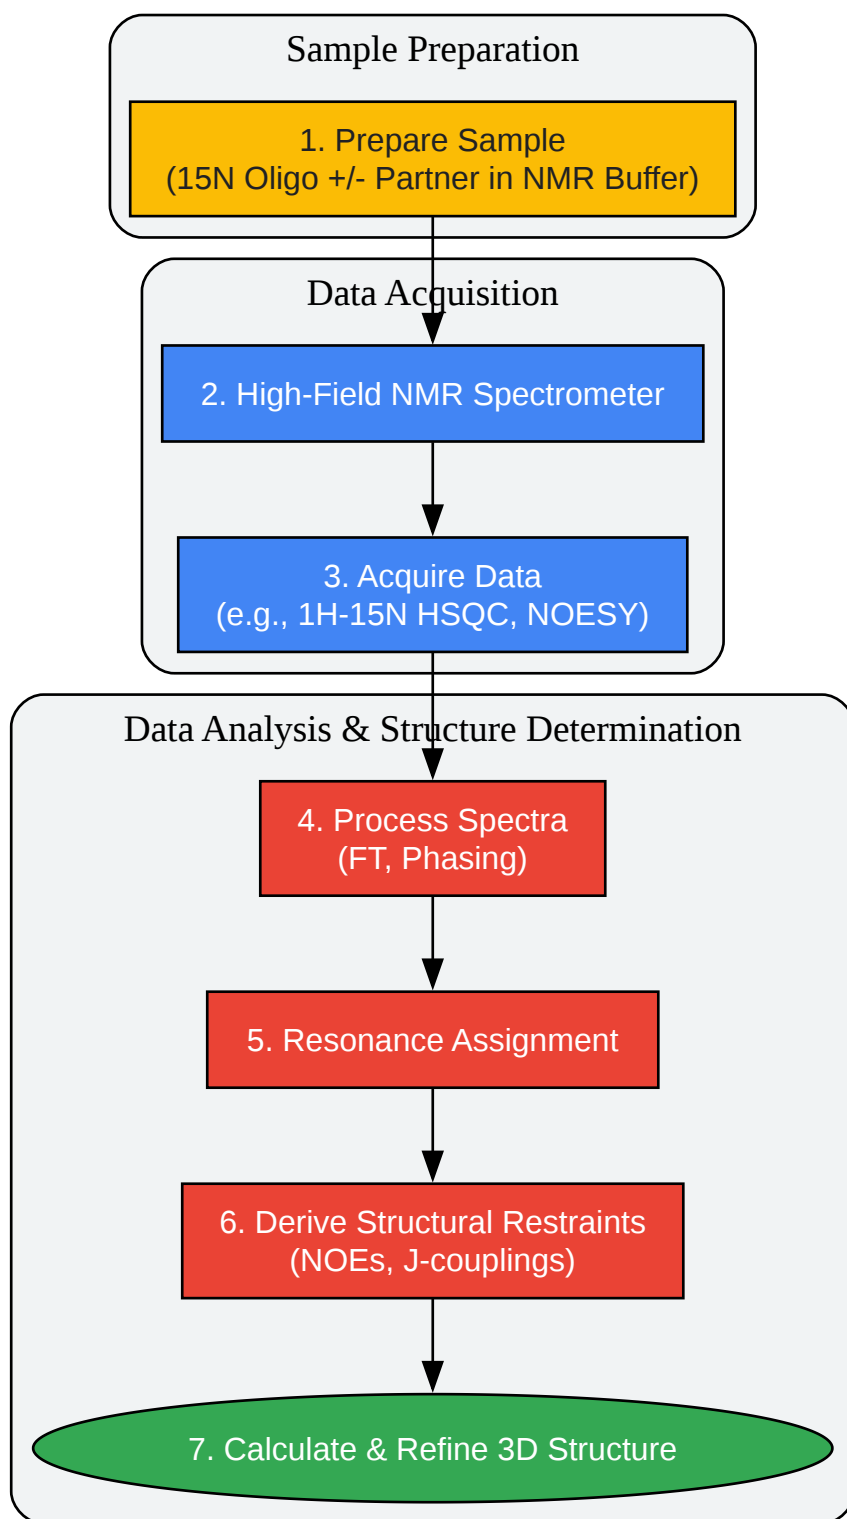 Sample Preparation
1. Prepare Sample
(15N Oligo +/- Partner in NMR Buffer)
Data Acquisition
2. High-Field NMR Spectrometer
3. Acquire Data
(e.g., 1H-15N HSQC, NOESY)
Data Analysis & Structure Determination
4. Process Spectra
(FT, Phasing)
5. Resonance Assignment
6. Derive Structural Restraints
(NOEs, J-couplings)
7. Calculate & Refine 3D Structure